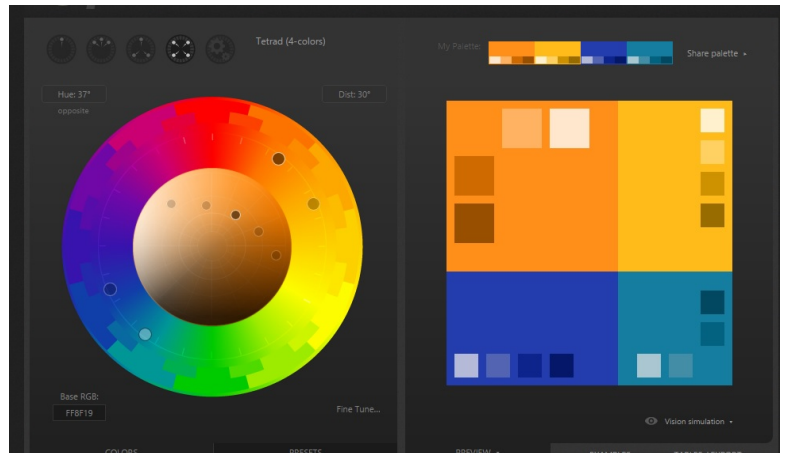 Tetrad (4-colors)
My Palette:
Share palette
Hue: 37°
Dist: 30°
opposite
Base RGB:
FF8F19
Fine Tune...
Vision simulation
COLORS
PRESETS
PREVIEW
EXAMPLES